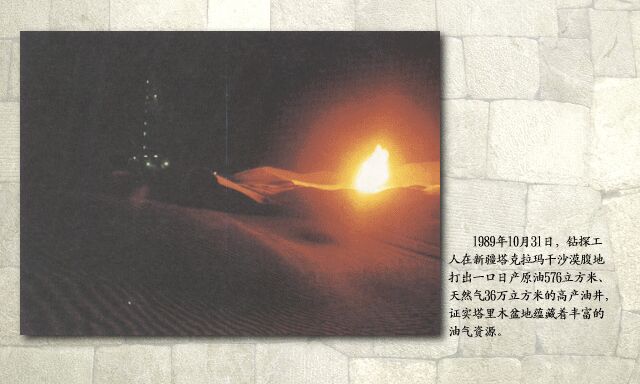 1989年10月31日，钻探工
人在新疆塔克拉玛干沙漠腹地
打出一口日产原油576立方米、
天然气36万立方米的高产油井，
证实塔里木盆地蕴藏着丰富的
油气资源。